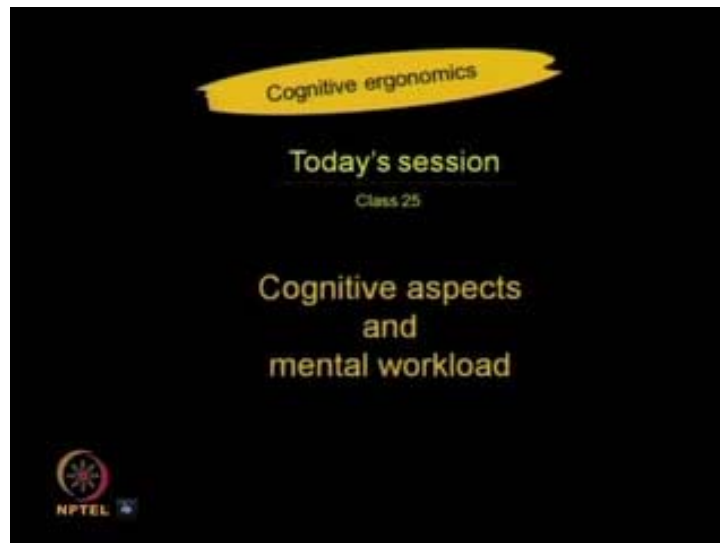 Cognitive ergonomics
Today's session
Class 25
Cognitive aspects
and
mental workload
NPTEL